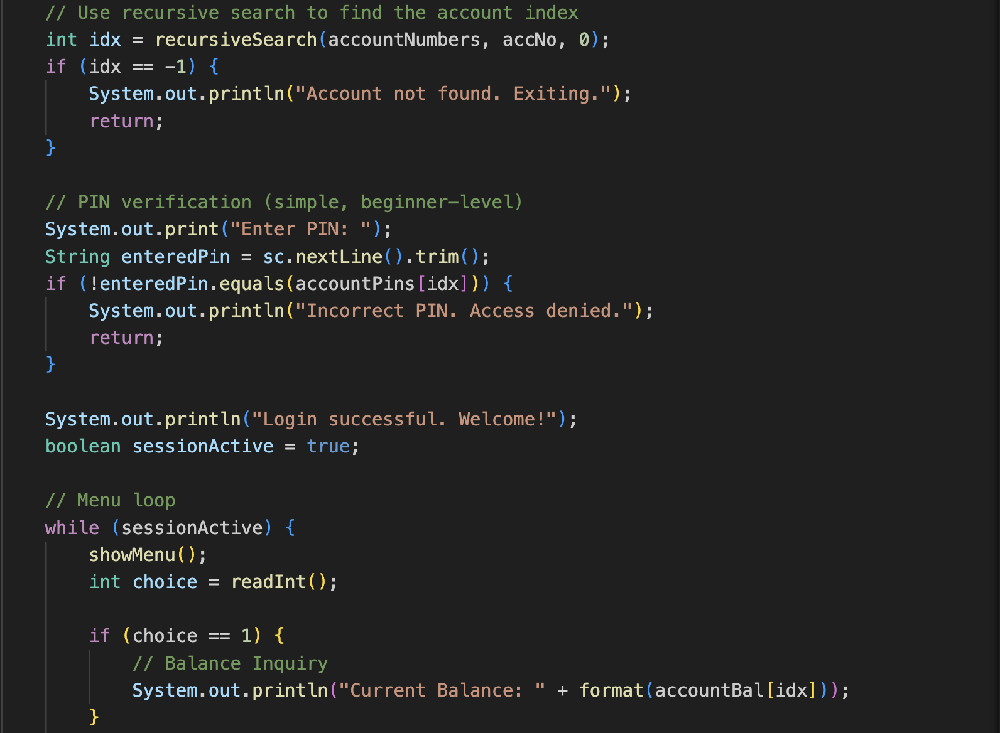 // Use recursive search to find the account index
int idx = recursiveSearch(accountNumbers, accNo, 0);
if (idx == -1) {
    System.out.println("Account not found. Exiting.");
    return;
}

// PIN verification (simple, beginner-level)
System.out.print("Enter PIN: ");
String enteredPin = sc.nextLine().trim();
if (!enteredPin.equals(accountPins[idx])) {
    System.out.println("Incorrect PIN. Access denied.");
    return;
}

System.out.println("Login successful. Welcome!");
boolean sessionActive = true;

// Menu loop
while (sessionActive) {
    showMenu();
    int choice = readInt();

    if (choice == 1) {
        // Balance Inquiry
        System.out.println("Current Balance: " + format(accountBal[idx]));
    }